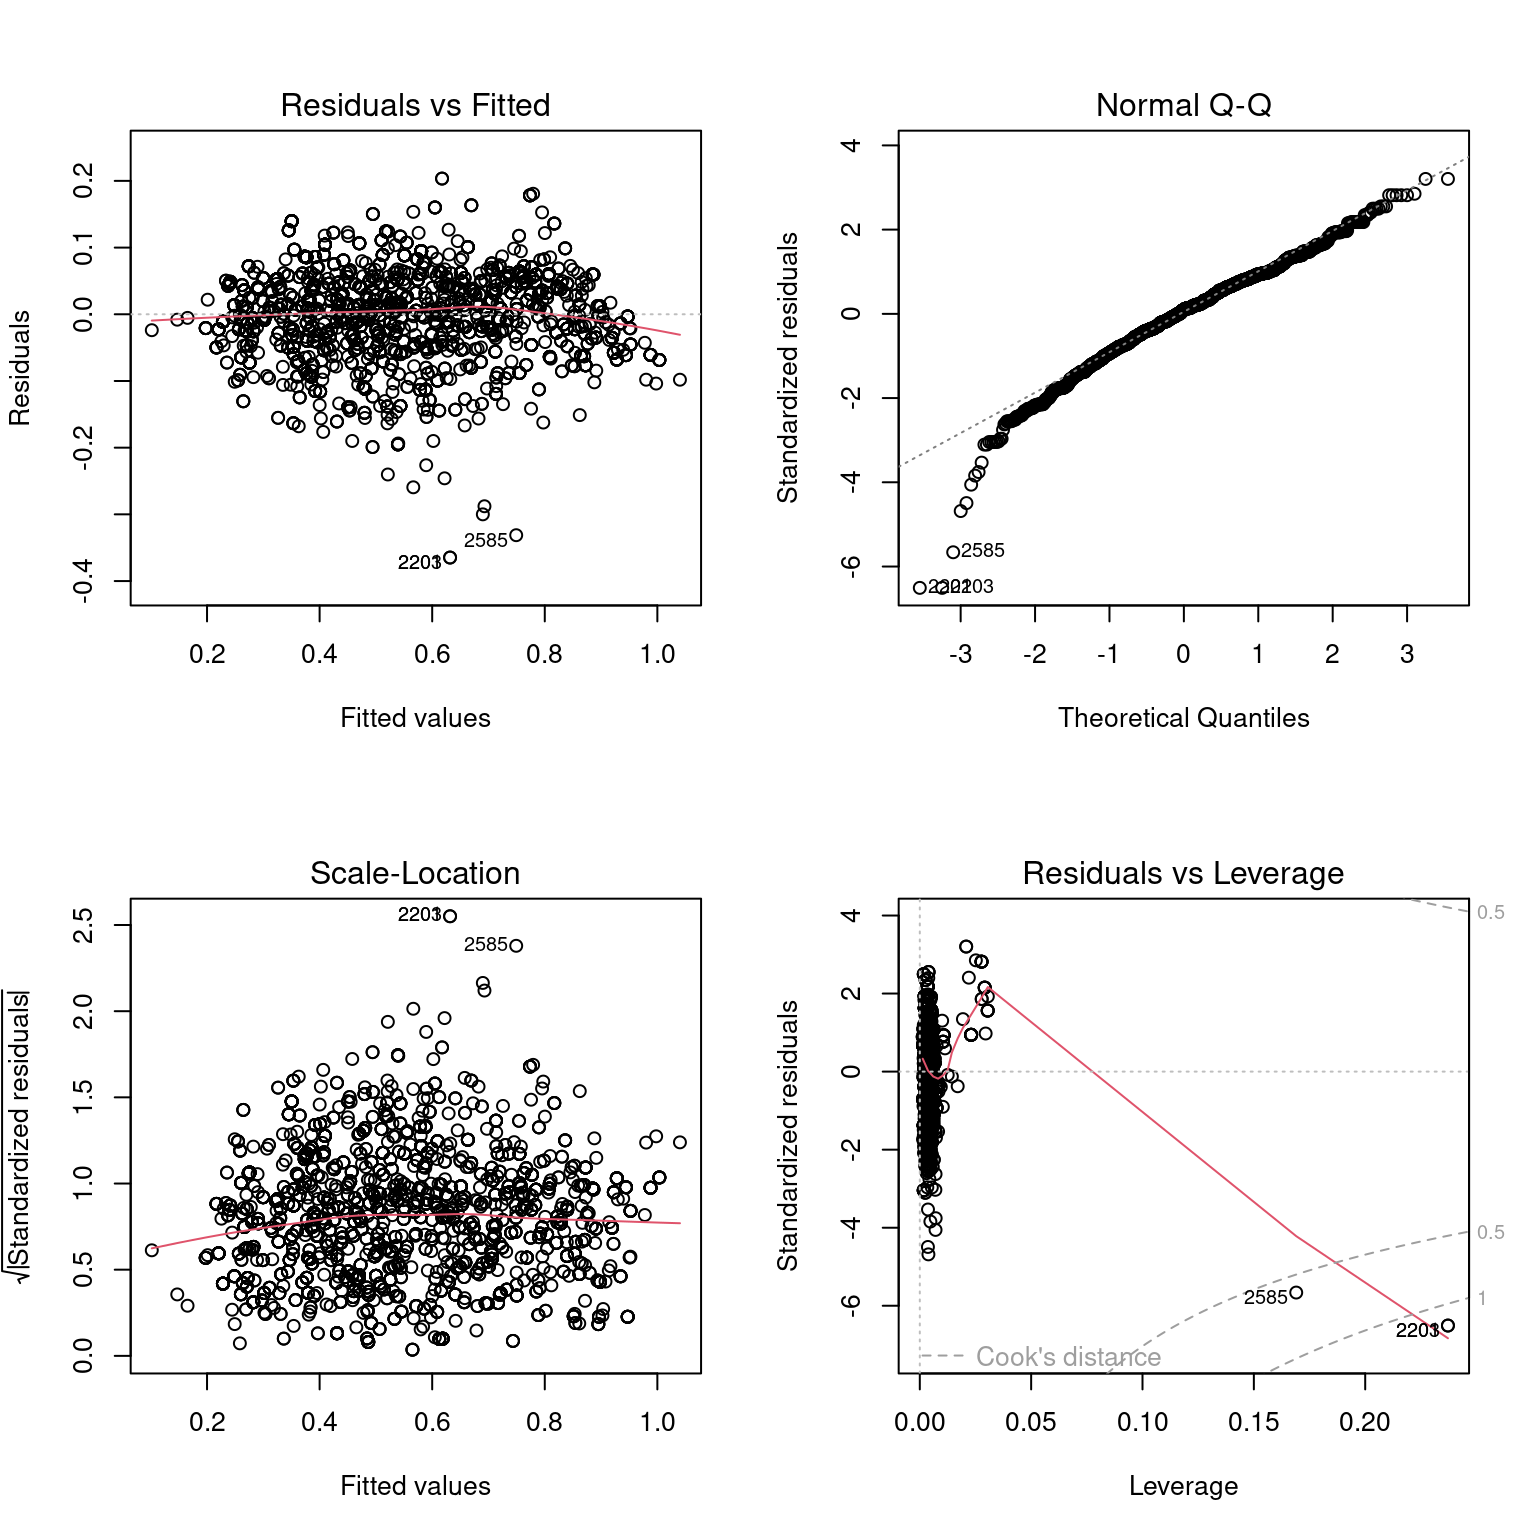 Residuals vs Fitted
Residuals
0.2
0.1
0.0
-0.2
-0.4
2585
2203
0.2 0.4 0.6 0.8 1.0
Fitted values
Normal Q-Q
Standardized residuals
4
2
0
-2
-4
-6
2585
2103
-3 -2 -1 0 1 2 3
Theoretical Quantiles
Scale-Location
√|Standardized residuals|
2.5
2.0
1.5
1.0
0.5
0.0
2203
2585
0.2 0.4 0.6 0.8 1.0
Fitted values
Residuals vs Leverage
Standardized residuals
4
2
0
-2
-4
-6
0.5
0.5
1
2585
2203
Cook's distance
0.00 0.05 0.10 0.15 0.20
Leverage